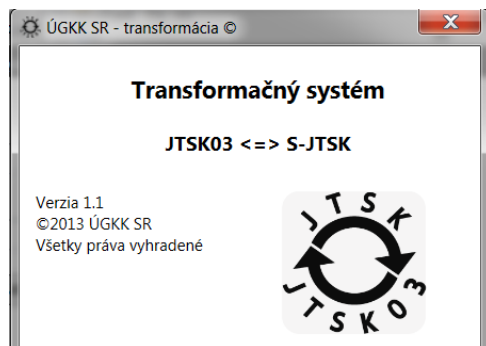 ÚGKK SR - transformácia ©
Transformačný systém
JTSK03 <=> S-JTSK
Verzia 1.1
©2013 ÚGKK SR
Všetky práva vyhradené
JTSK
JTSK03